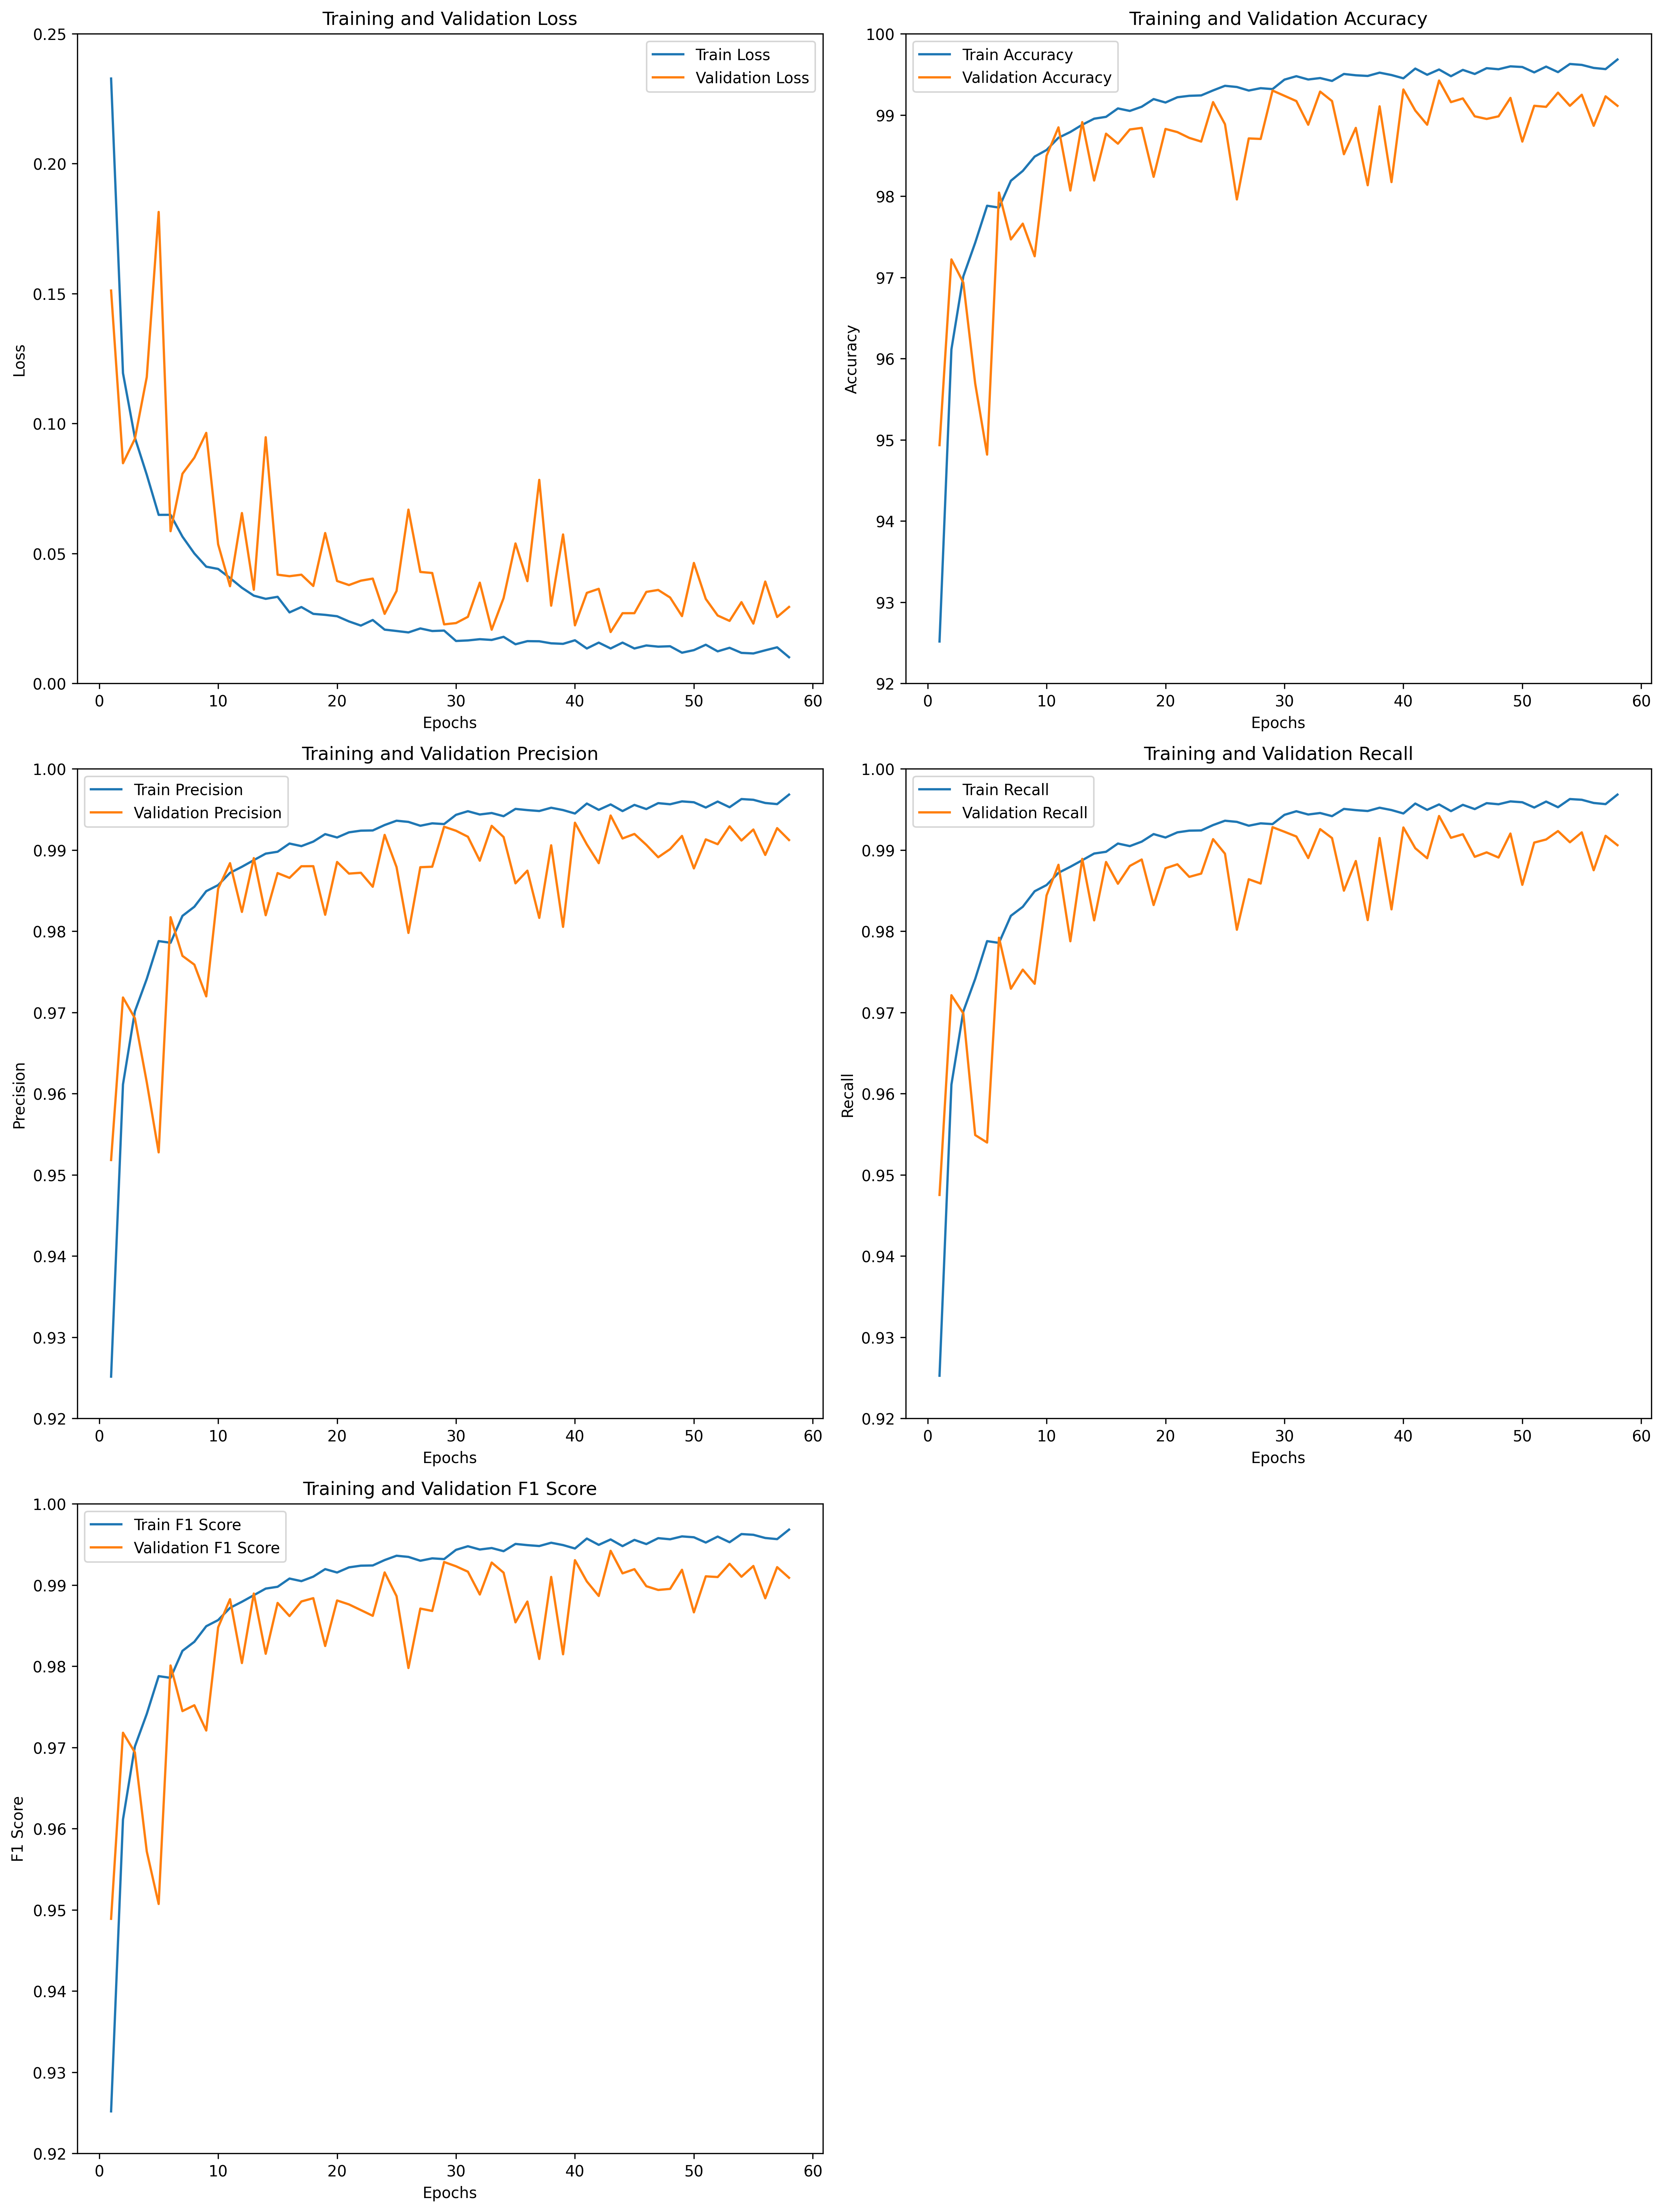 Training and Validation Loss
0.25
0.20
0.15
0.10
0.05
0.00
Loss
Train Loss
Validation Loss
0 10 20 30 40 50 60
Epochs
Training and Validation Accuracy
100
99
98
97
96
95
94
93
92
Accuracy
Train Accuracy
Validation Accuracy
0 10 20 30 40 50 60
Epochs
Training and Validation Precision
1.00
0.99
0.98
0.97
0.96
0.95
0.94
0.93
0.92
Precision
Train Precision
Validation Precision
0 10 20 30 40 50 60
Epochs
Training and Validation Recall
1.00
0.99
0.98
0.97
0.96
0.95
0.94
0.93
0.92
Recall
Train Recall
Validation Recall
0 10 20 30 40 50 60
Epochs
Training and Validation F1 Score
1.00
0.99
0.98
0.97
0.96
0.95
0.94
0.93
0.92
F1 Score
Train F1 Score
Validation F1 Score
0 10 20 30 40 50 60
Epochs